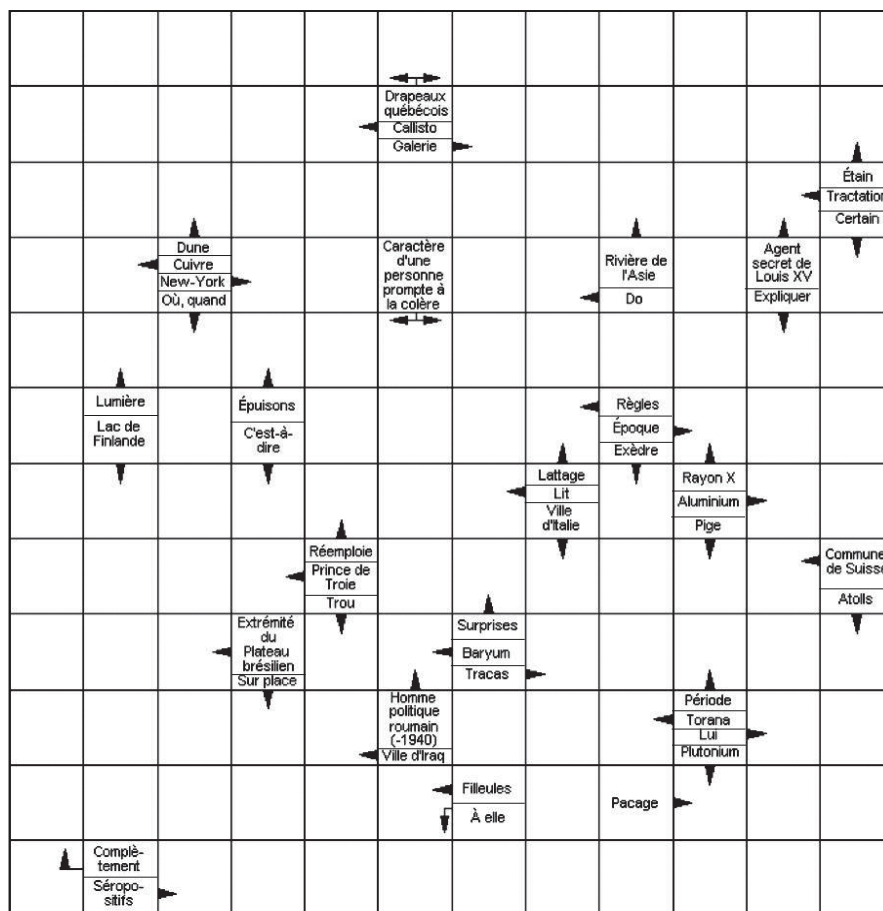 Drapeaux
québécois
Callisto
Galerie
Étain
Tractation
Certain
Dune
Cuivre
New-York
Où, quand
Caractère
d'une
personne
prompte à
la colère
Rivière de
l'Asie
Do
Agent
secret de
Louis XV
Expliquer
Lumière
Lac de
Finlande
Épuisons
C'est-à-
dire
Règles
Époque
Exèdre
Lattage
Lit
Ville
d'Italie
Rayon X
Aluminium
Pige
Réemploie
Prince de
Troie
Trou
Commune
de Suisse
Atolls
Extrémité
du
Plateau
brésilien
Sur place
Surprises
Baryum
Tracas
Homme
politique
roumain
(-1940)
Ville d'Iraq
Période
Torana
Lui
Plutonium
Filleules
À elle
Pacage
Complè-
tement
Séropo-
sitifs